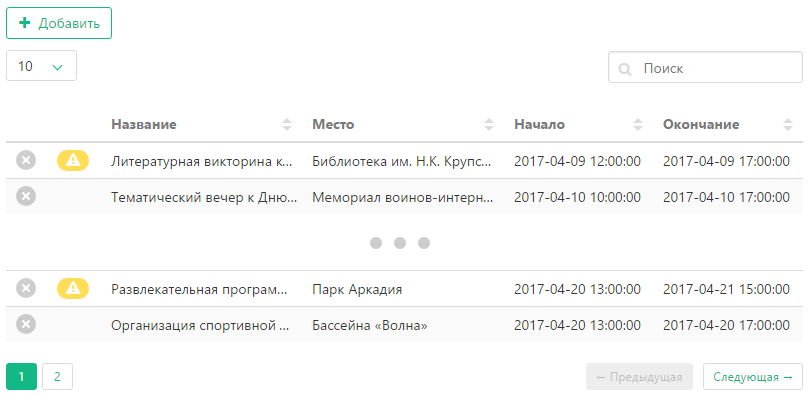 Добавить
10
Поиск
Название Место Начало Окончание
Литературная викторина к... Библиотека им. Н.К. Крупс... 2017-04-09 12:00:00 2017-04-09 17:00:00
Тематический вечер к Дню... Мемориал воинов-интерн... 2017-04-10 10:00:00 2017-04-10 17:00:00
Развлекательная програм... Парк Аркадия 2017-04-20 13:00:00 2017-04-21 15:00:00
Организация спортивной ... Бассейна «Волна» 2017-04-20 13:00:00 2017-04-20 17:00:00
1 2 ← Предыдущая Следующая →